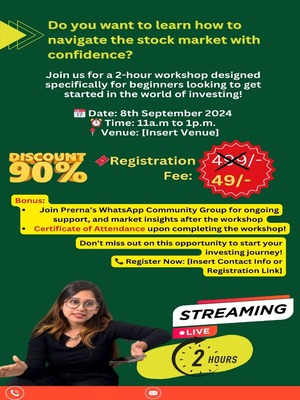 Do you want to learn how to
navigate the stock market with
confidence?
Join us for a 2-hour workshop designed
specifically for beginners looking to get
started in the world of investing!
📅 Date: 8th September 2024
⏰ Time: 11a.m to 1p.m.
📍 Venue: [Insert Venue]
DISCOUNT
90%
Registration
Fee:
499/-
49/-
Bonus:
• Join Prerna's WhatsApp Community Group for ongoing
support, and market insights after the workshop
• Certificate of Attendance upon completing the workshop!
Don't miss out on this opportunity to start your
investing journey!
📞 Register Now: [Insert Contact Info or
Registration Link]
STREAMING
LIVE
2 HOURS